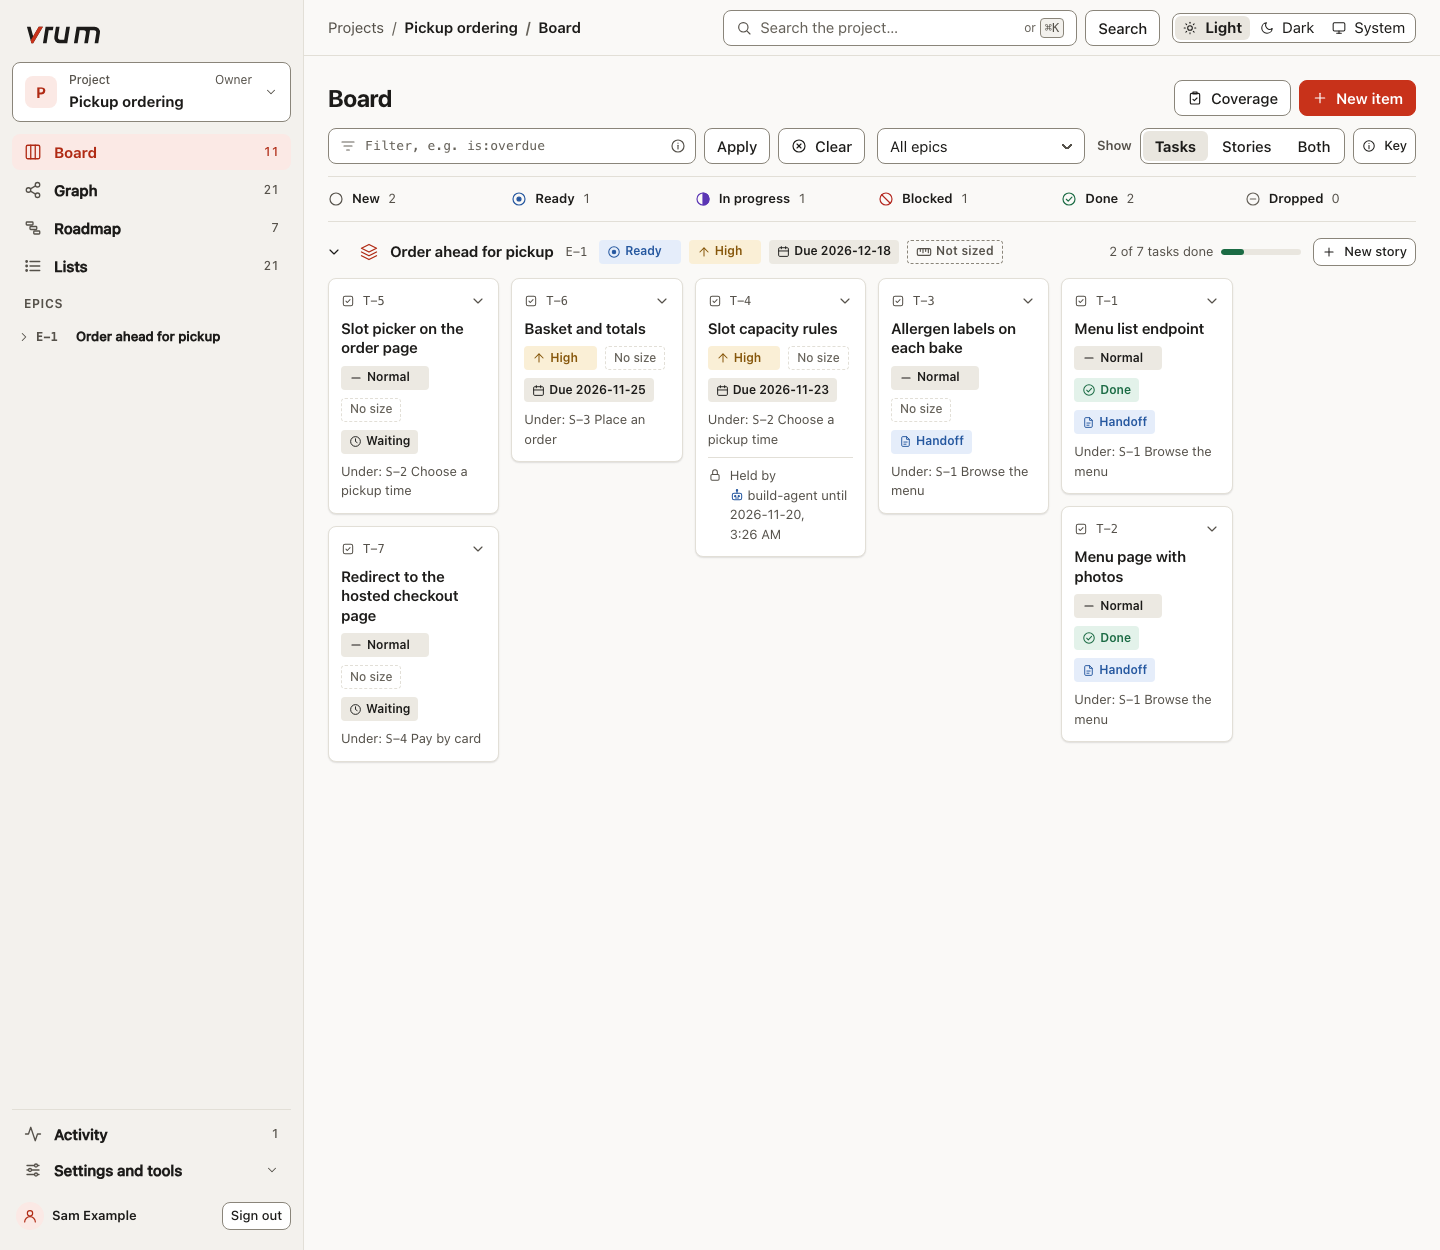 vrum
P
Project
Owner
Pickup ordering
Board 11
Graph 21
Roadmap 7
Lists 21
EPICS
E-1 Order ahead for pickup
Activity 1
Settings and tools
Sam Example
Sign out
Projects / Pickup ordering / Board
Search the project...
or ⌘K
Search
Light
Dark
System
Board
Coverage
New item
Filter, e.g. is:overdue
Apply
Clear
All epics
Show
Tasks
Stories
Both
Key
New 2
Ready 1
In progress 1
Blocked 1
Done 2
Dropped 0
Order ahead for pickup E-1 Ready High Due 2026-12-18 Not sized
2 of 7 tasks done
New story
T-5
Slot picker on the
order page
Normal
No size
Waiting
Under: S-2 Choose a
pickup time
T-7
Redirect to the
hosted checkout
page
Normal
No size
Waiting
Under: S-4 Pay by card
T-6
Basket and totals
High
No size
Due 2026-11-25
Under: S-3 Place an
order
T-4
Slot capacity rules
High
No size
Due 2026-11-23
Under: S-2 Choose a
pickup time
Held by
build-agent until
2026-11-20,
3:26 AM
T-3
Allergen labels on
each bake
Normal
No size
Handoff
Under: S-1 Browse the
menu
T-1
Menu list endpoint
Normal
Done
Handoff
Under: S-1 Browse the
menu
T-2
Menu page with
photos
Normal
Done
Handoff
Under: S-1 Browse the
menu